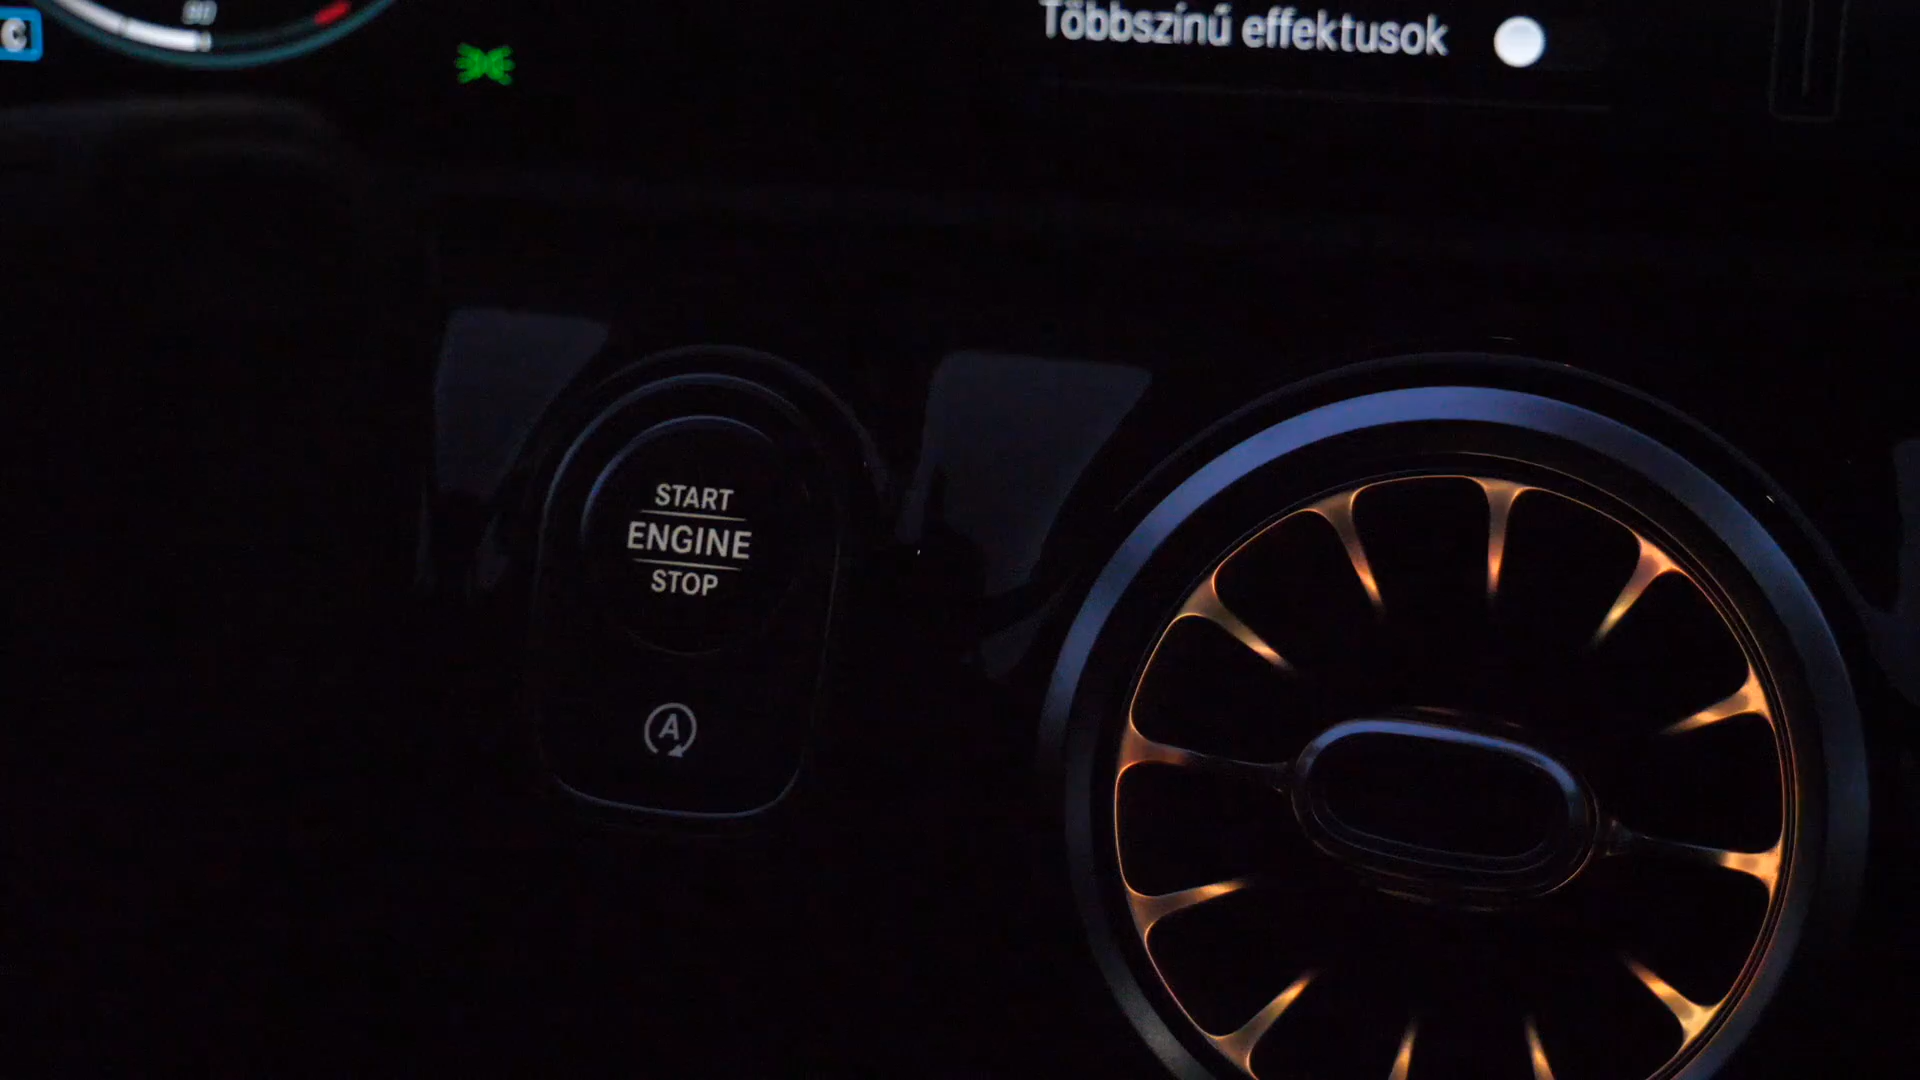 C
Többszínű effektusok
START
ENGINE
STOP
A